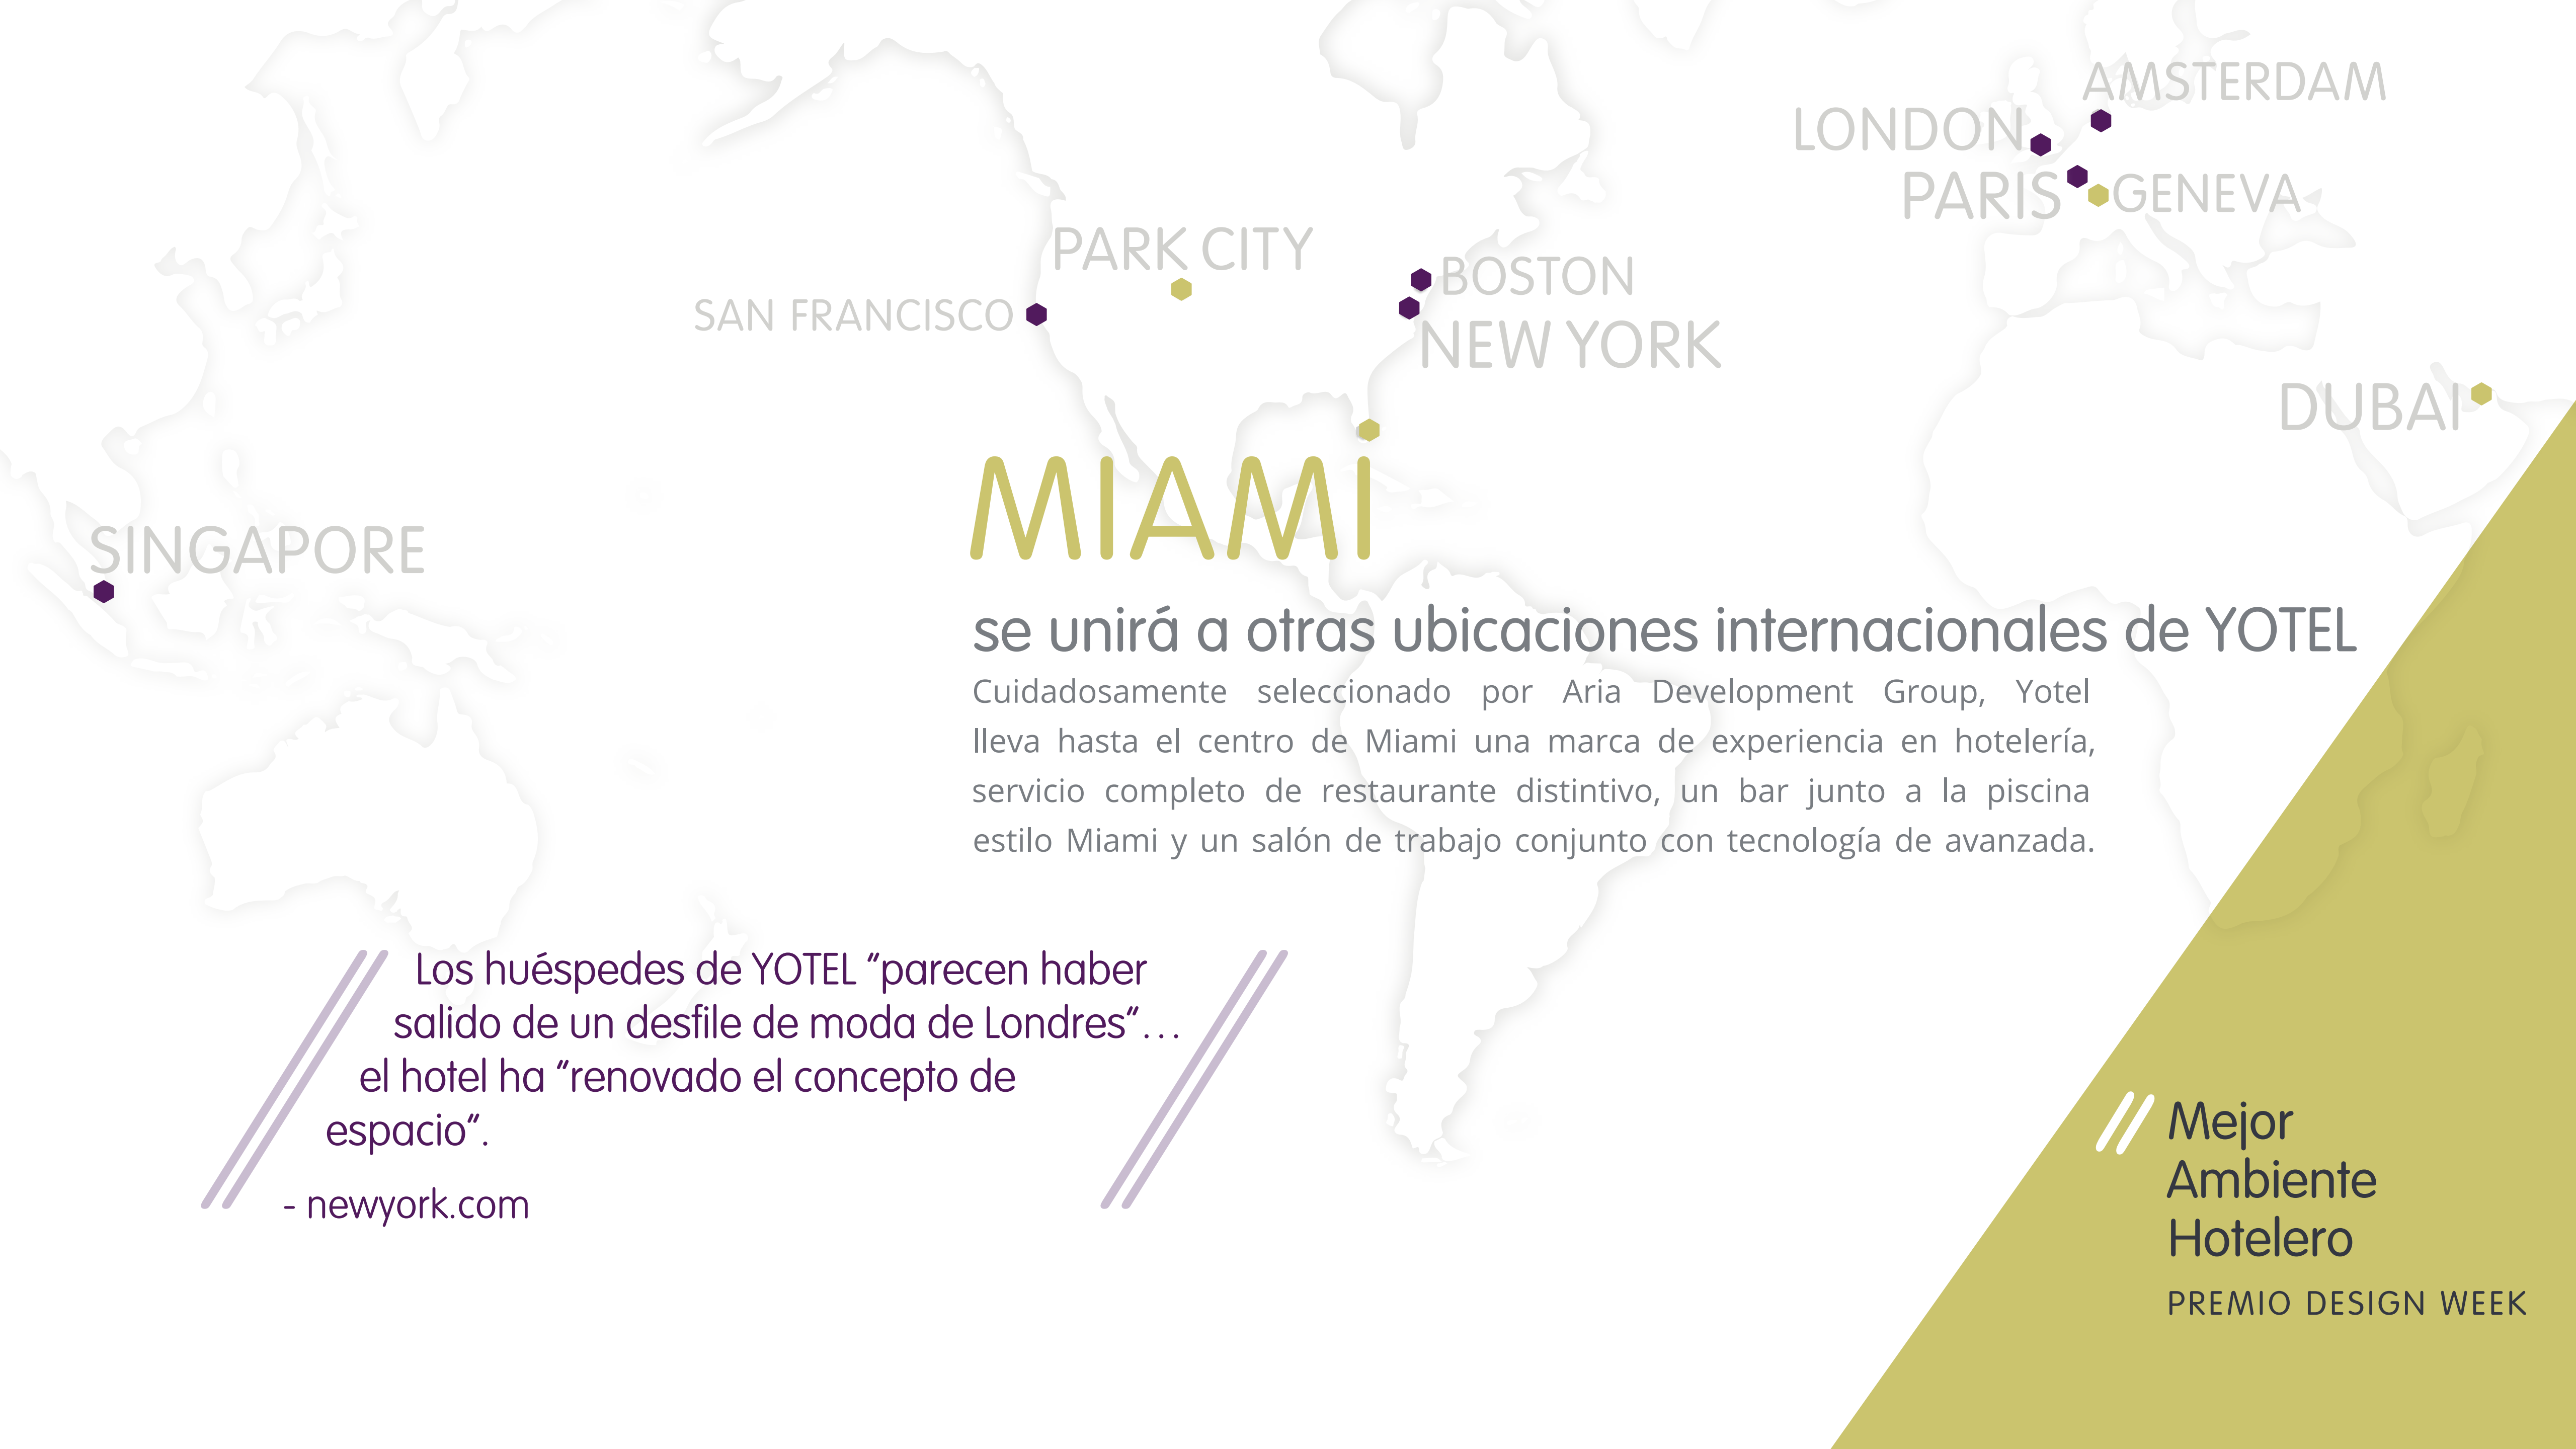 AMSTERDAM
LONDON
PARIS
GENEVA
PARK CITY
BOSTON
SAN FRANCISCO
NEW YORK
DUBAI
MIAMI
SINGAPORE
se unirá a otras ubicaciones internacionales de YOTEL
Cuidadosamente seleccionado por Aria Development Group, Yotel
lleva hasta el centro de Miami una marca de experiencia en hotelería,
servicio completo de restaurante distintivo, un bar junto a la piscina
estilo Miami y un salón de trabajo conjunto con tecnología de avanzada.
Los huéspedes de YOTEL "parecen haber
salido de un desfile de moda de Londres"...
el hotel ha "renovado el concepto de
espacio".
- newyork.com
Mejor
Ambiente
Hotelero
PREMIO DESIGN WEEK